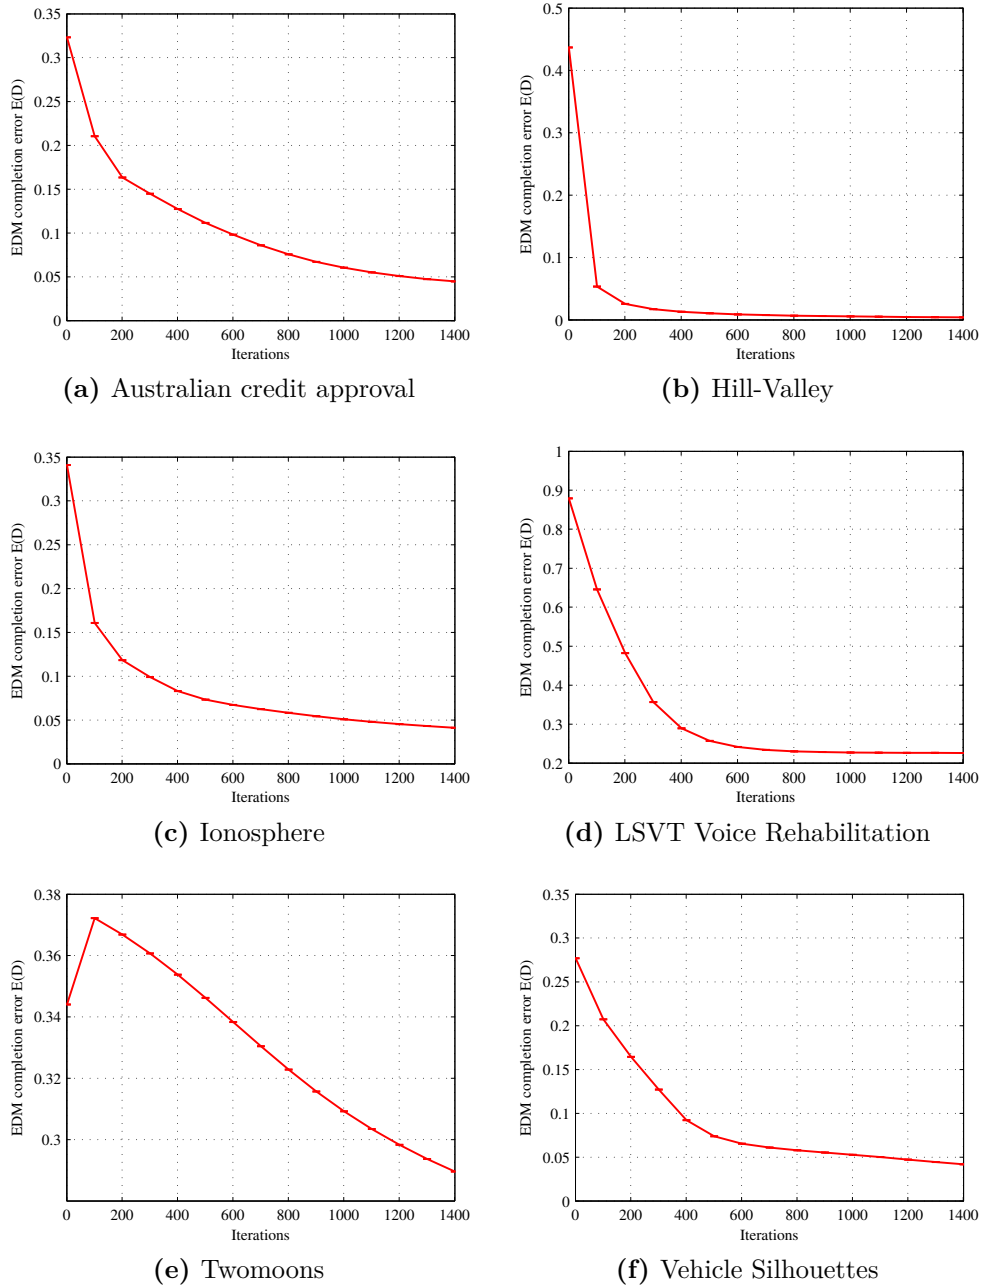 0.35
0.3
0.25
0.2
0.15
0.1
0.05
0
EDM completion error E(D)
0 200 400 600 800 1000 1200 1400
Iterations
(a) Australian credit approval
0.5
0.4
0.3
0.2
0.1
0
EDM completion error E(D)
0 200 400 600 800 1000 1200 1400
Iterations
(b) Hill-Valley
0.35
0.3
0.25
0.2
0.15
0.1
0.05
0
EDM completion error E(D)
0 200 400 600 800 1000 1200 1400
Iterations
(c) Ionosphere
1
0.9
0.8
0.7
0.6
0.5
0.4
0.3
0.2
EDM completion error E(D)
0 200 400 600 800 1000 1200 1400
Iterations
(d) LSVT Voice Rehabilitation
0.38
0.36
0.34
0.32
0.3
EDM completion error E(D)
0 200 400 600 800 1000 1200 1400
Iterations
(e) Twomoons
0.35
0.3
0.25
0.2
0.15
0.1
0.05
0
EDM completion error E(D)
0 200 400 600 800 1000 1200 1400
Iterations
(f) Vehicle Silhouettes